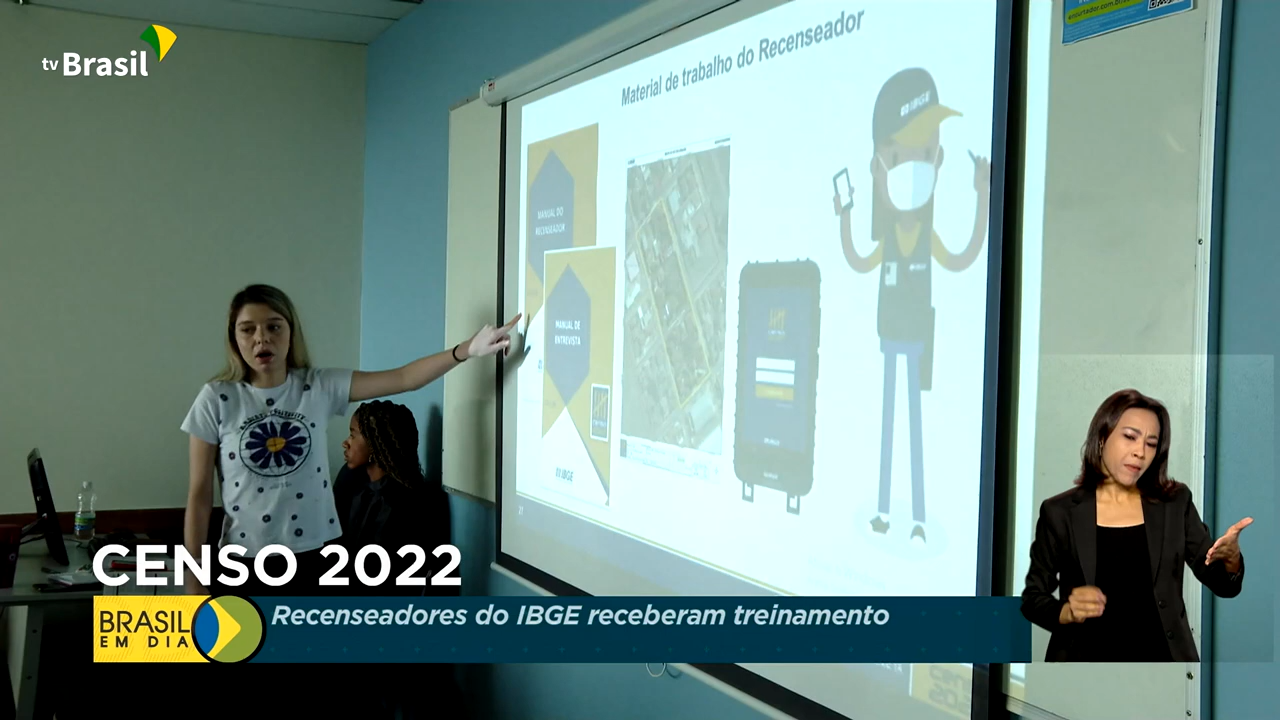 tv Brasil
Material de trabalho do Recenseador
IBGE
MANUAL DO
RECENSEADOR
MANUAL DE
ENTREVISTA
IBGE
21
CENSO 2022
BRASIL
EM DIA
Recenseadores do IBGE receberam treinamento